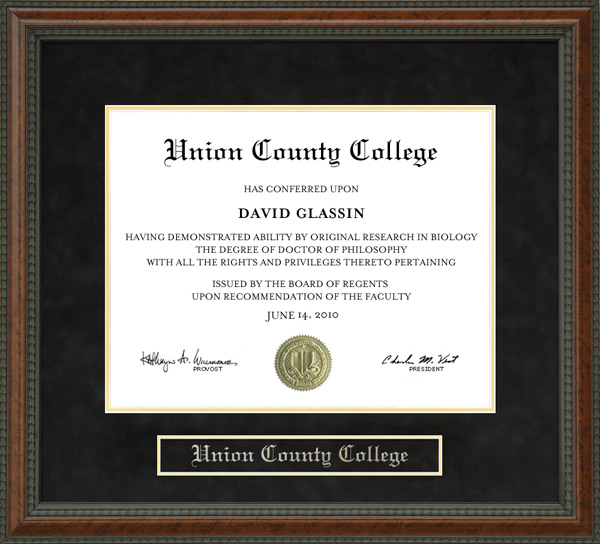 Union County College
HAS CONFERRED UPON
DAVID GLASSIN
HAVING DEMONSTRATED ABILITY BY ORIGINAL RESEARCH IN BIOLOGY
THE DEGREE OF DOCTOR OF PHILOSOPHY
WITH ALL THE RIGHTS AND PRIVILEGES THERETO PERTAINING
ISSUED BY THE BOARD OF REGENTS
UPON RECOMMENDATION OF THE FACULTY
JUNE 14, 2010
PROVOST
Charles M. Vest
PRESIDENT
Union County College